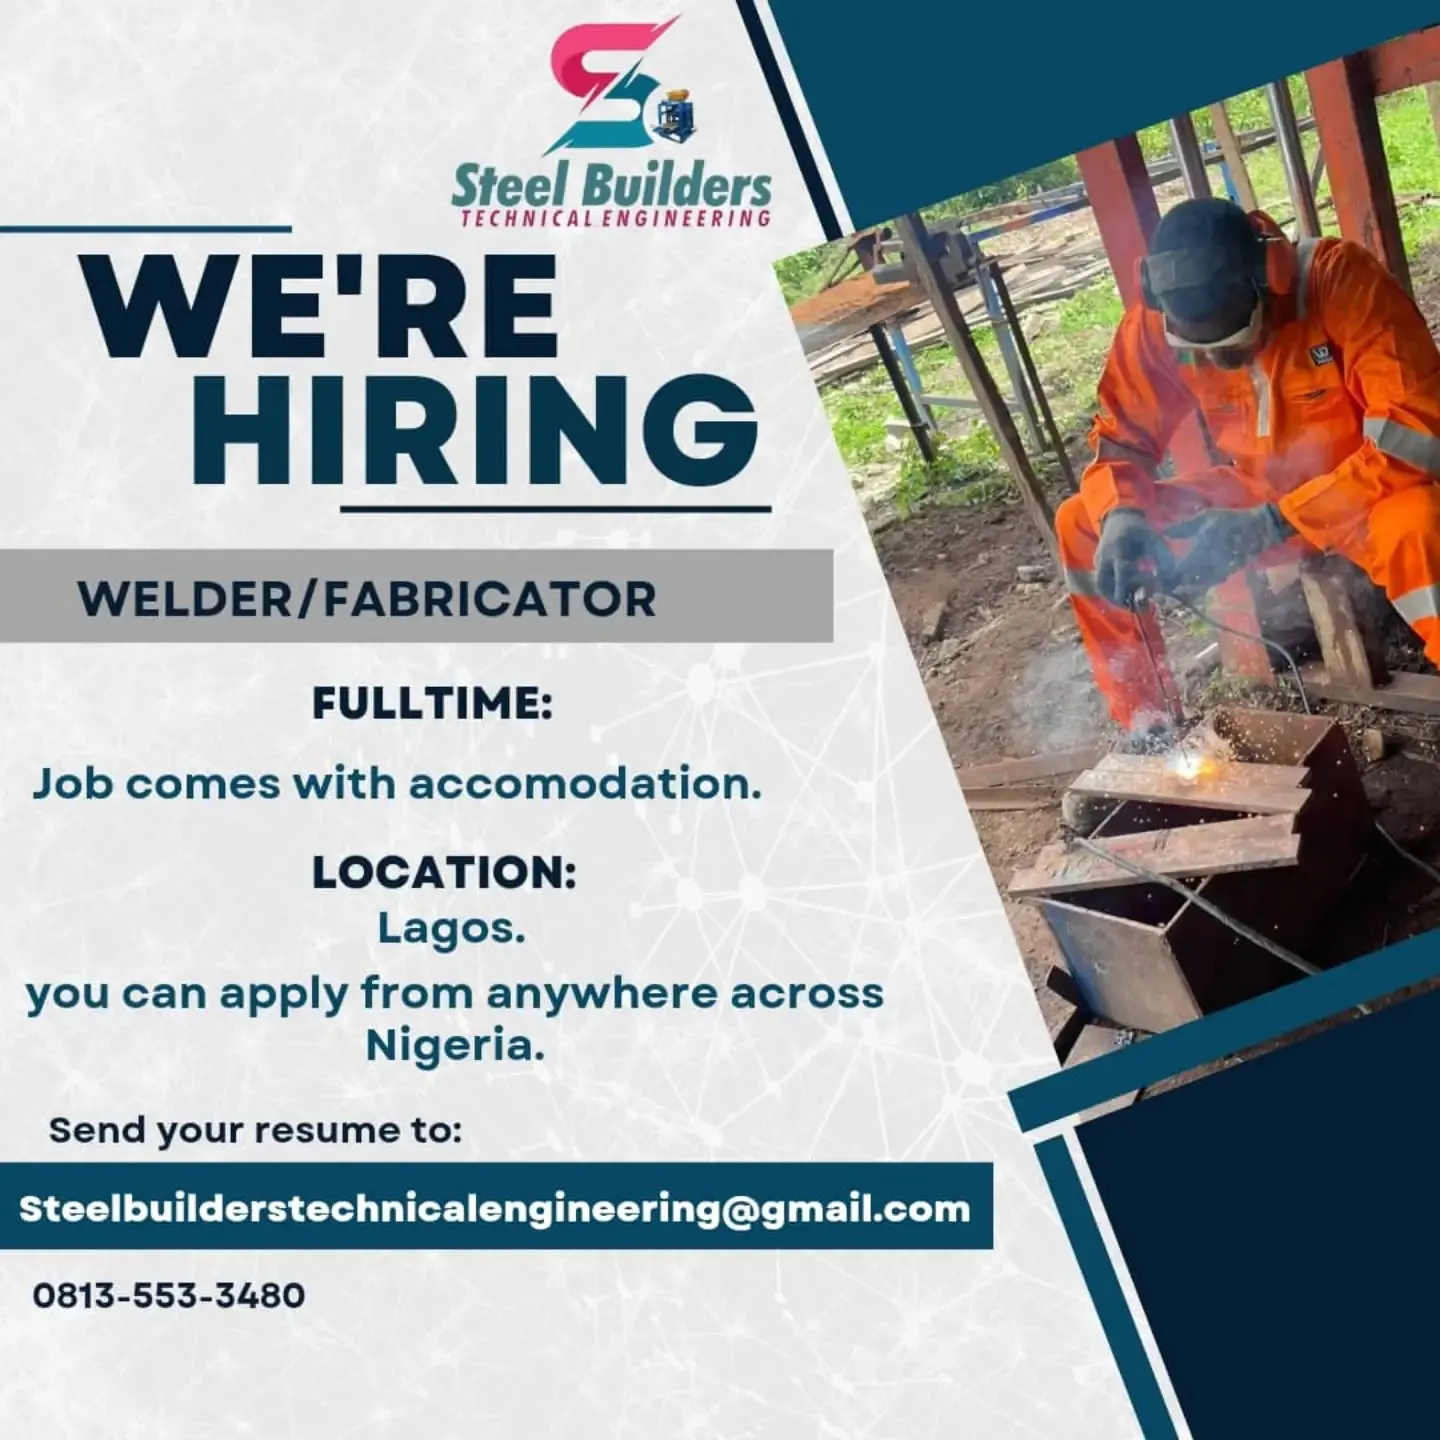 Steel Builders
TECHNICAL ENGINEERING
WE'RE
HIRING
WELDER/FABRICATOR
FULLTIME:
Job comes with accomodation.
LOCATION:
Lagos.
you can apply from anywhere across
Nigeria.
Send your resume to:
Steelbuilderstechnicalengineering@gmail.com
0813-553-3480